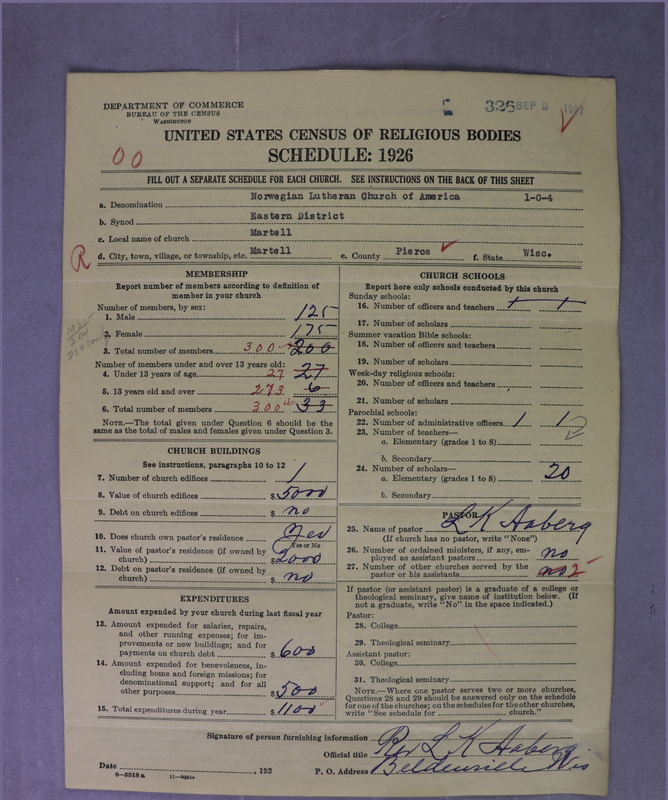 DEPARTMENT OF COMMERCE
BUREAU OF THE CENSUS
WASHINGTON
326 SEP 9 1927
UNITED STATES CENSUS OF RELIGIOUS BODIES
SCHEDULE: 1926
00
FILL OUT A SEPARATE SCHEDULE FOR EACH CHURCH. SEE INSTRUCTIONS ON THE BACK OF THIS SHEET
a. Denomination Norwegian Lutheran Church of America 1-0-4
b. Synod Eastern District
c. Local name of church Martell
R
d. City, town, village, or township, etc. Martell e. County Pierce f. State Wisc.
MEMBERSHIP
Report number of members according to definition of
member in your church
Number of members, by sex:
1. Male 125
2. Female 175
3. Total number of members 300 200
Number of members under and over 13 years old:
4. Under 13 years of age 27 27
5. 13 years old and over 273 6
6. Total number of members 300 33
NOTE.—The total given under Question 6 should be
the same as the total of males and females given under Question 3.
CHURCH BUILDINGS
See instructions, paragraphs 10 to 12
7. Number of church edifices 1
8. Value of church edifices $5000
9. Debt on church edifices $ no
10. Does church own pastor's residence? Yes
Yes or No
11. Value of pastor's residence (if owned by
church) $2000
12. Debt on pastor's residence (if owned by
church) $ no
EXPENDITURES
Amount expended by your church during last fiscal year
13. Amount expended for salaries, repairs,
and other running expenses; for im-
provements or new buildings; and for
payments on church debt $600
14. Amount expended for benevolences, in-
cluding home and foreign missions; for
denominational support; and for all
other purposes $500
15. Total expenditures during year $1100
CHURCH SCHOOLS
Report here only schools conducted by this church
Sunday schools:
16. Number of officers and teachers 1 1
17. Number of scholars
Summer vacation Bible schools:
18. Number of officers and teachers
19. Number of scholars
Week-day religious schools:
20. Number of officers and teachers
21. Number of scholars
Parochial schools:
22. Number of administrative officers 1 1
23. Number of teachers—
a. Elementary (grades 1 to 8)
b. Secondary
24. Number of scholars—
a. Elementary (grades 1 to 8) 20
b. Secondary
PASTOR
25. Name of pastor L K Aaberg
(If church has no pastor, write "None")
26. Number of ordained ministers, if any, em-
ployed as assistant pastors no
27. Number of other churches served by the
pastor or his assistants no 2
If pastor (or assistant pastor) is a graduate of a college or
theological seminary, give name of institution below. (If
not a graduate, write "No" in the space indicated.)
Pastor:
28. College
29. Theological seminary
Assistant pastor:
30. College
31. Theological seminary
NOTE.—Where one pastor serves two or more churches,
Questions 28 and 29 should be answered only on the schedule
for one of the churches; on the schedules for the other churches,
write "See schedule for church."
Signature of person furnishing information Rev L K Aaberg
Official title
Date , 192 P. O. Address Beldenville Wis
8-5518a